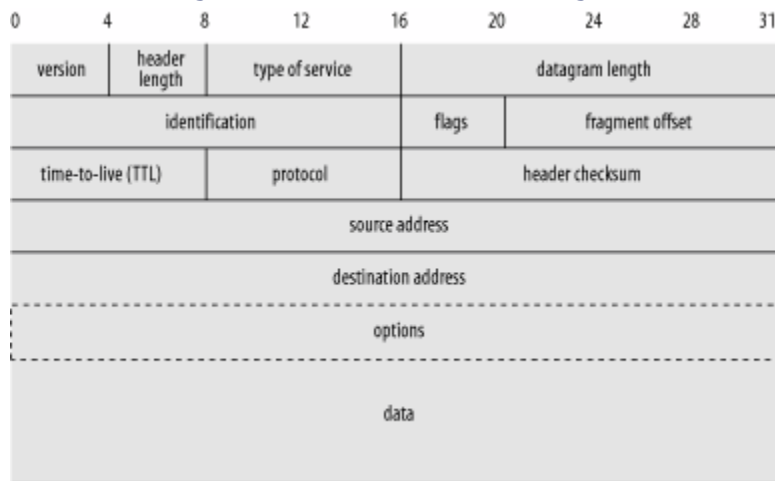 0 4 8 12 16 20 24 28 31
version header length type of service datagram length
identification flags fragment offset
time-to-live (TTL) protocol header checksum
source address
destination address
options
data